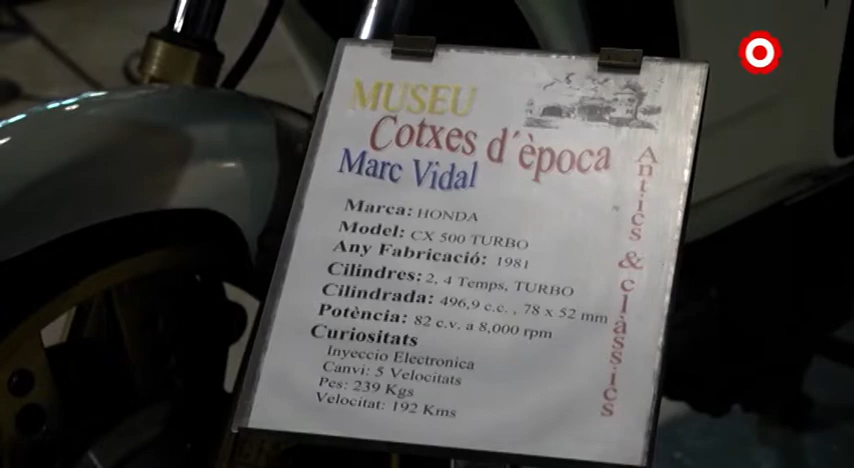 MUSEU
Cotxes d´època
Marc Vidal
Antics & clàssics
Marca: HONDA
Model: CX 500 TURBO
Any Fabricació: 1981
Cilindres: 2, 4 Temps, TURBO
Cilindrada: 496,9 c.c. , 78 x 52 mm
Potència: 82 c.v. a 8,000 rpm
Curiositats
Inyeccio Electronica
Canvi: 5 Velocitats
Pes: 239 Kgs
Velocitat: 192 Kms